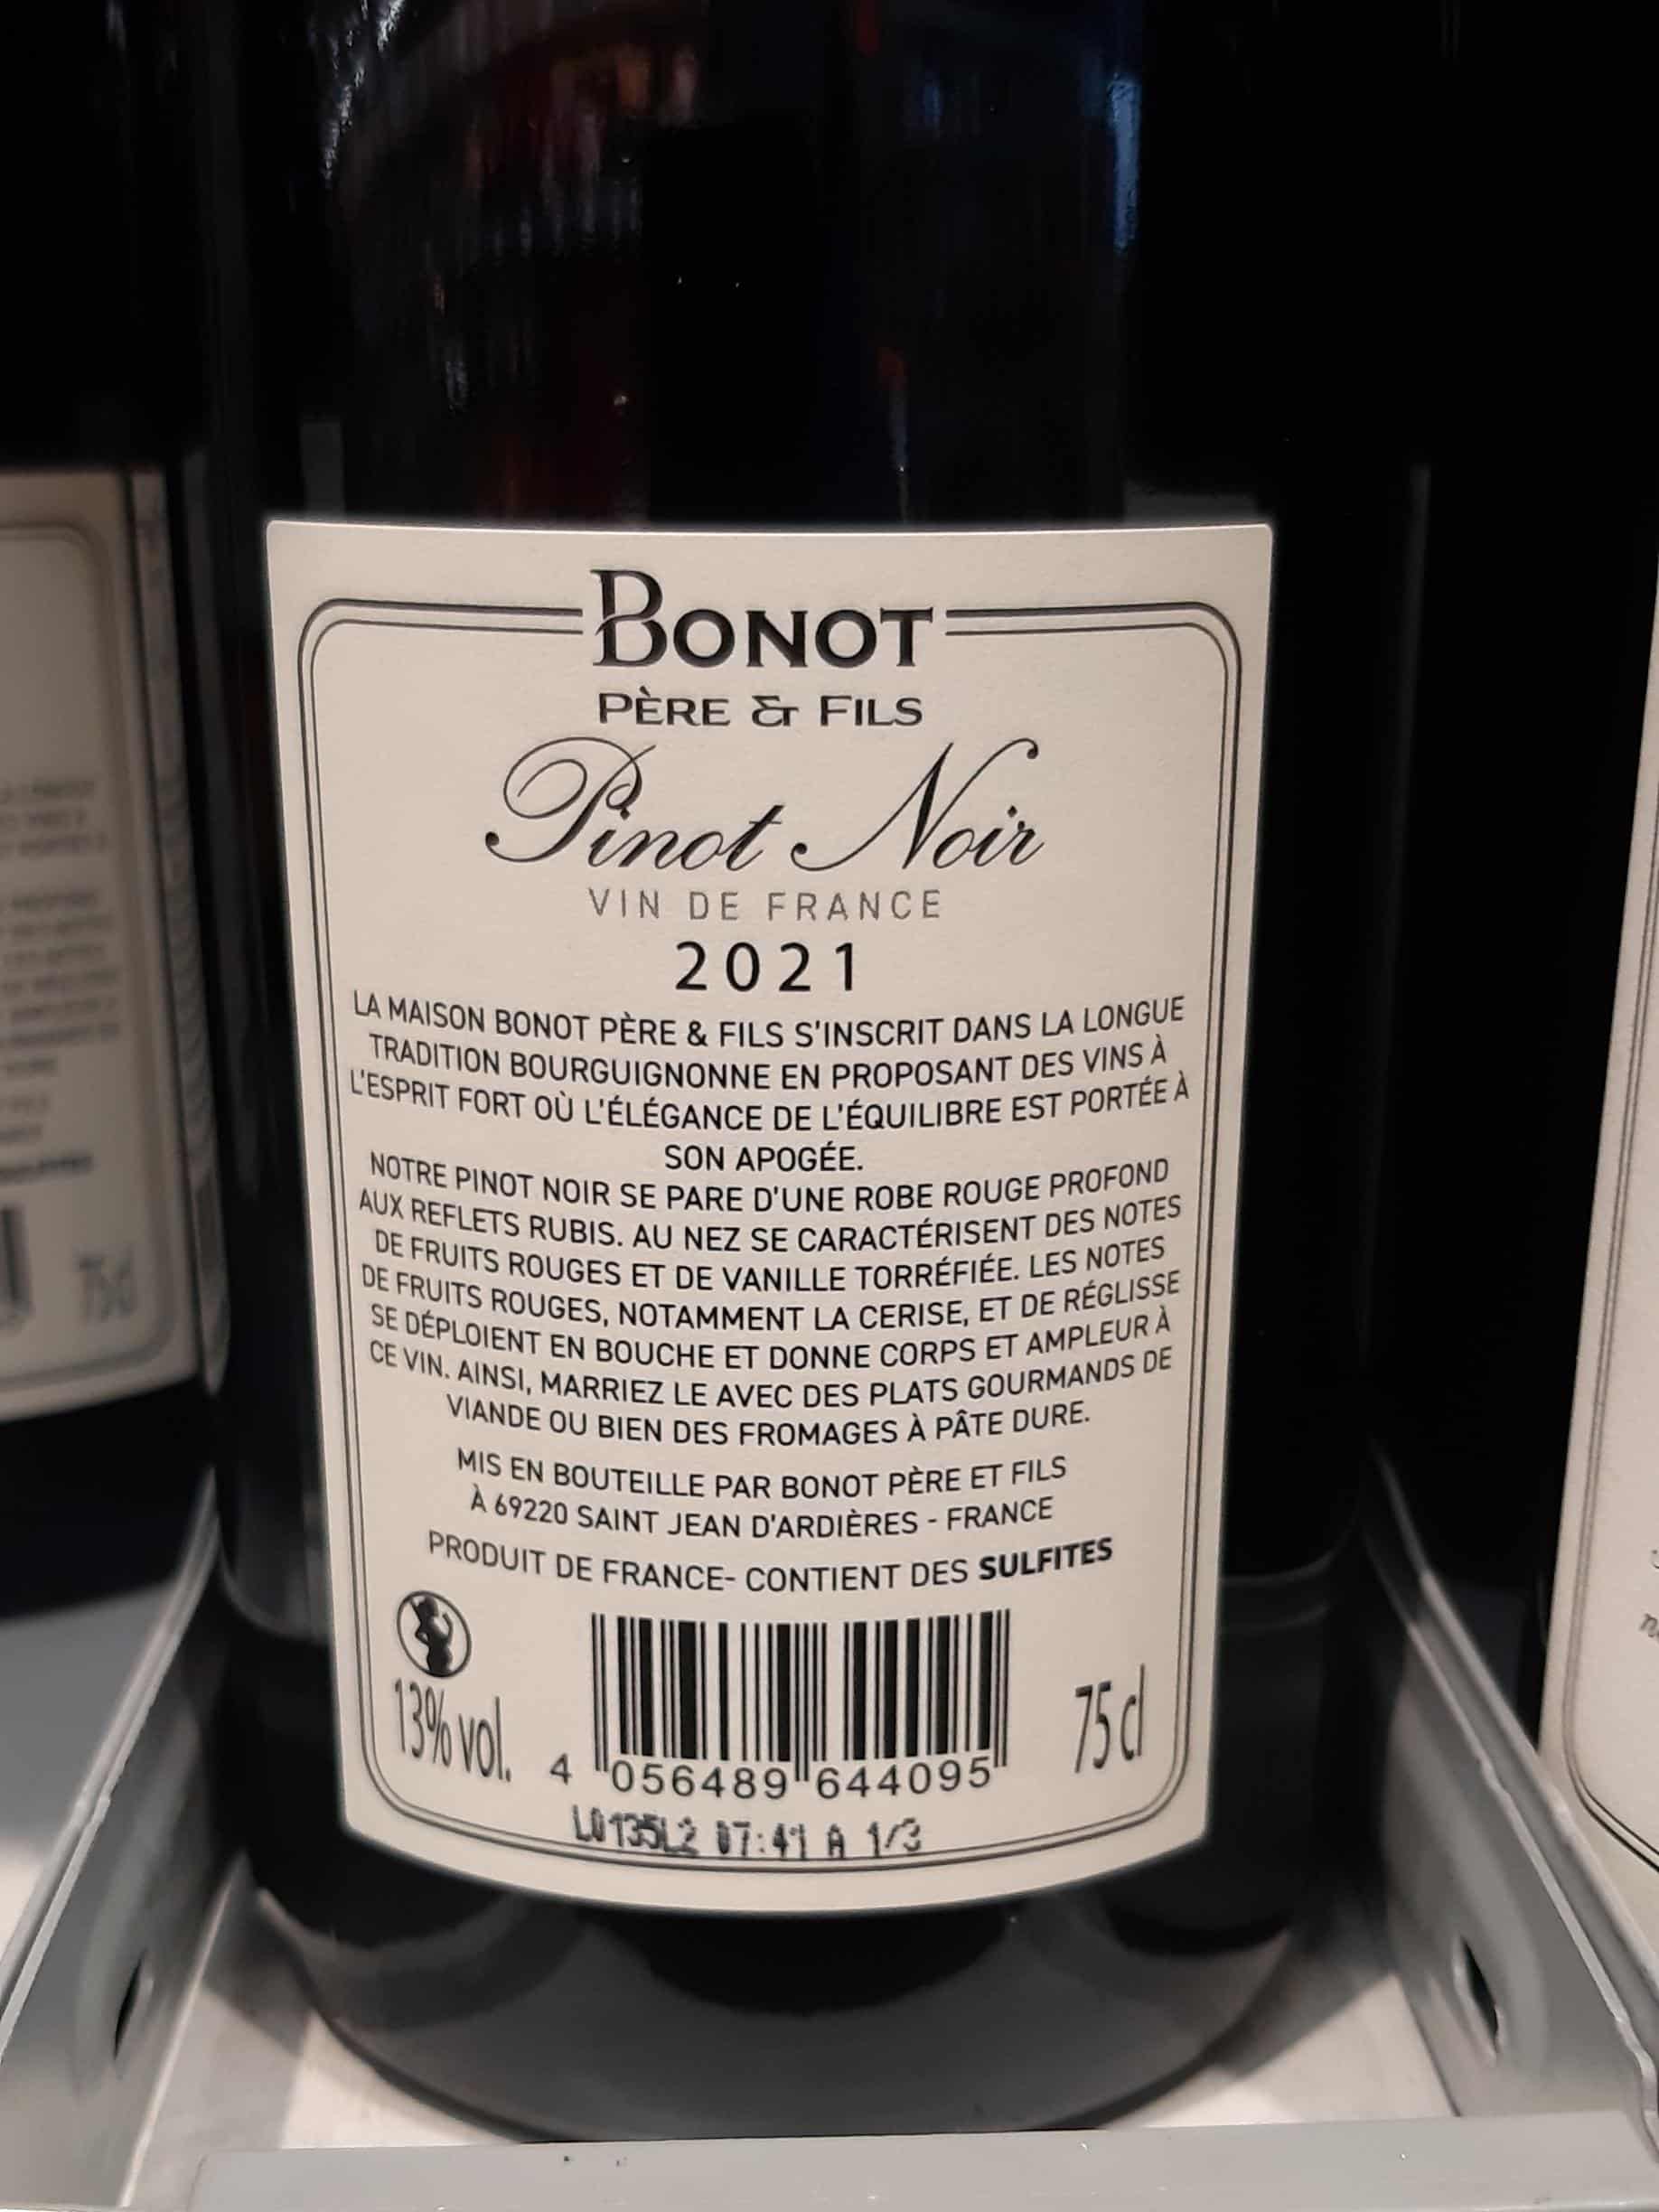 BONOT
PÈRE & FILS
Pinot Noir
VIN DE FRANCE
2021
LA MAISON BONOT PÈRE & FILS S'INSCRIT DANS LA LONGUE
TRADITION BOURGUIGNONNE EN PROPOSANT DES VINS À
L'ESPRIT FORT OÙ L'ÉLÉGANCE DE L'ÉQUILIBRE EST PORTÉE À
SON APOGÉE.
NOTRE PINOT NOIR SE PARE D'UNE ROBE ROUGE PROFOND
AUX REFLETS RUBIS. AU NEZ SE CARACTÉRISENT DES NOTES
DE FRUITS ROUGES ET DE VANILLE TORRÉFIÉE. LES NOTES
DE FRUITS ROUGES, NOTAMMENT LA CERISE, ET DE RÉGLISSE
SE DÉPLOIENT EN BOUCHE ET DONNE CORPS ET AMPLEUR À
CE VIN. AINSI, MARRIEZ LE AVEC DES PLATS GOURMANDS DE
VIANDE OU BIEN DES FROMAGES À PÂTE DURE.
MIS EN BOUTEILLE PAR BONOT PÈRE ET FILS
À 69220 SAINT JEAN D'ARDIÈRES - FRANCE
PRODUIT DE FRANCE- CONTIENT DES SULFITES
13% vol.
75 cl
4 056489 644095
L0135L2 07:41 A 1/3
75 cl